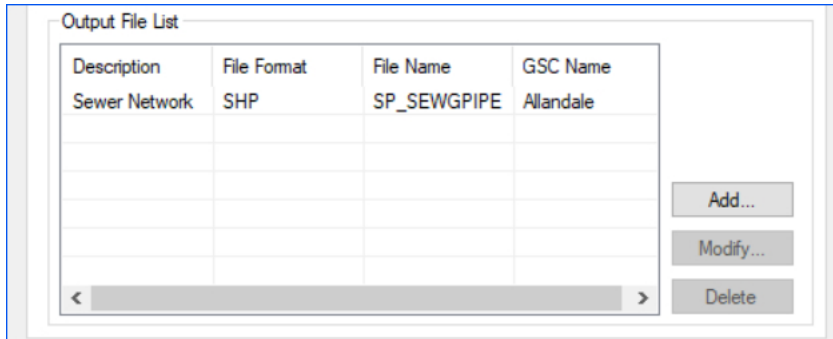 Output File List
Description File Format File Name GSC Name
Sewer Network SHP SP_SEWGPIPE Allandale
Add...
Modify...
Delete